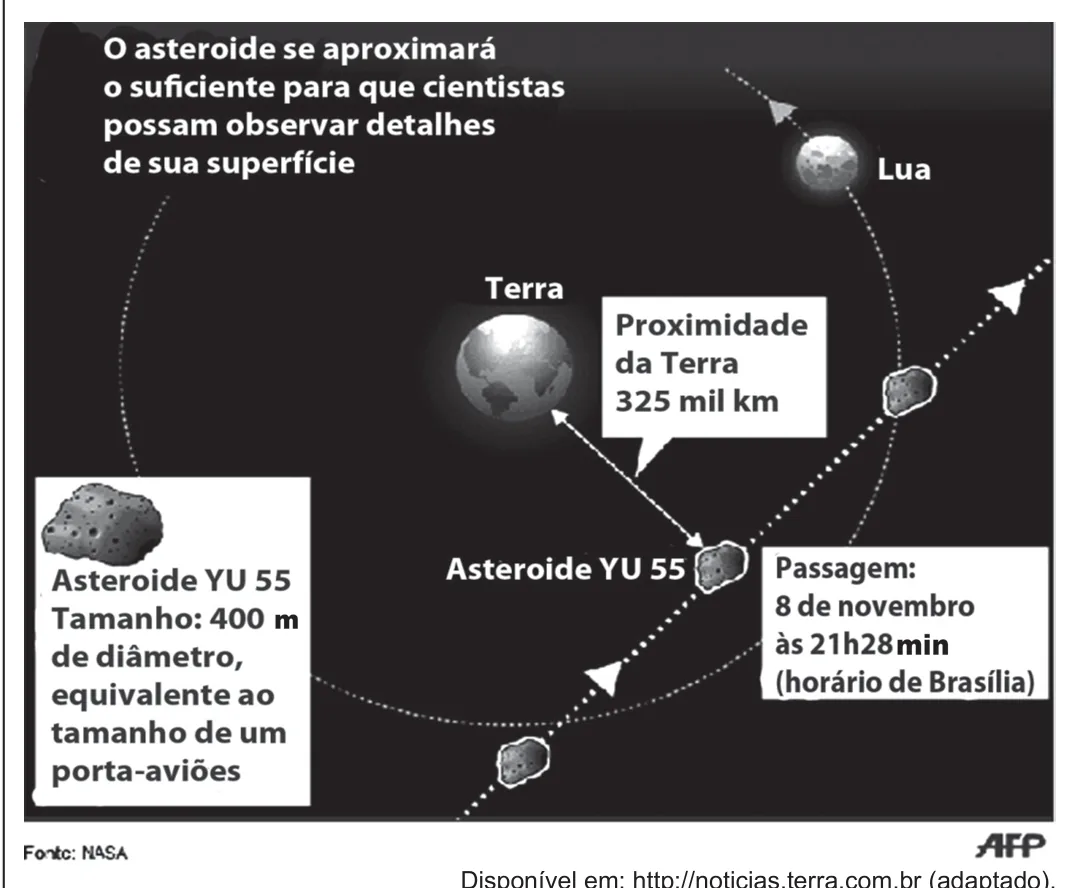 O asteroide se aproximará
o suficiente para que cientistas
possam observar detalhes
de sua superfície
Lua
Terra
Proximidade
da Terra
325 mil km
Asteroide YU 55
Passagem:
8 de novembro
às 21h28min
(horário de Brasília)
Asteroide YU 55
Tamanho: 400 m
de diâmetro,
equivalente ao
tamanho de um
porta-aviões
Fonte: NASA
AFP
Disponível em: http://noticias.terra.com.br (adaptado).